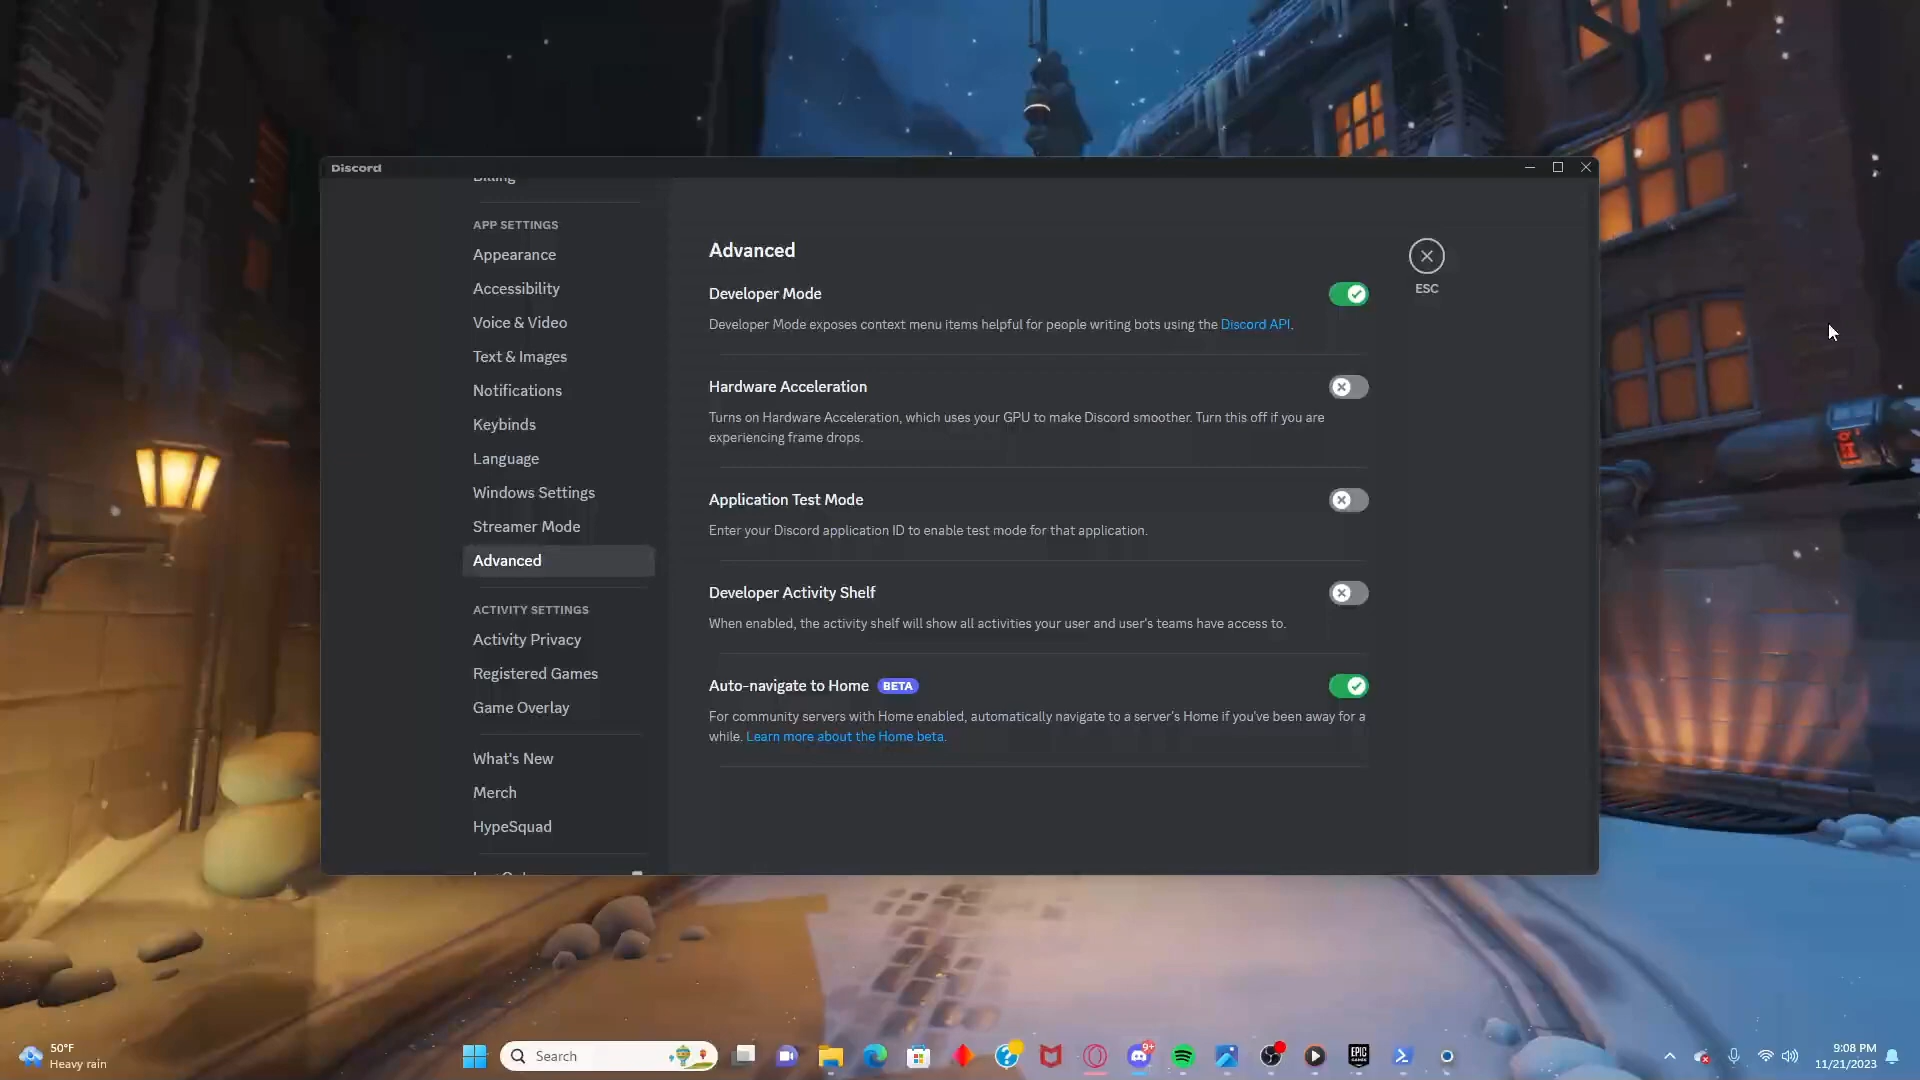 Discord
Billing
APP SETTINGS
Appearance
Accessibility
Voice & Video
Text & Images
Notifications
Keybinds
Language
Windows Settings
Streamer Mode
Advanced
ACTIVITY SETTINGS
Activity Privacy
Registered Games
Game Overlay
What's New
Merch
HypeSquad
Advanced
Developer Mode
Developer Mode exposes context menu items helpful for people writing bots using the Discord API.
Hardware Acceleration
Turns on Hardware Acceleration, which uses your GPU to make Discord smoother. Turn this off if you are
experiencing frame drops.
Application Test Mode
Enter your Discord application ID to enable test mode for that application.
Developer Activity Shelf
When enabled, the activity shelf will show all activities your user and user's teams have access to.
Auto-navigate to Home BETA
For community servers with Home enabled, automatically navigate to a server's Home if you've been away for a
while. Learn more about the Home beta.
ESC
50°F
Heavy rain
Search
9+
EPIC
GAMES
9:08 PM
11/21/2023